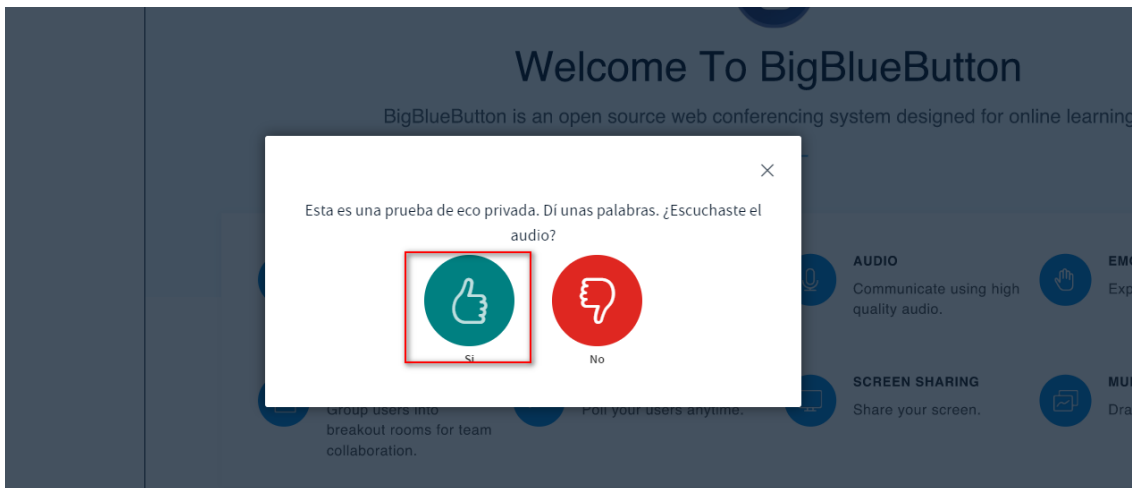 Welcome To BigBlueButton
BigBlueButton is an open source web conferencing system designed for online learning
Esta es una prueba de eco privada. Dí unas palabras. ¿Escuchaste el
audio?
Si
No
AUDIO
Communicate using high
quality audio.
SCREEN SHARING
Share your screen.
Group users into
breakout rooms for team
collaboration.
Poll your users anytime.